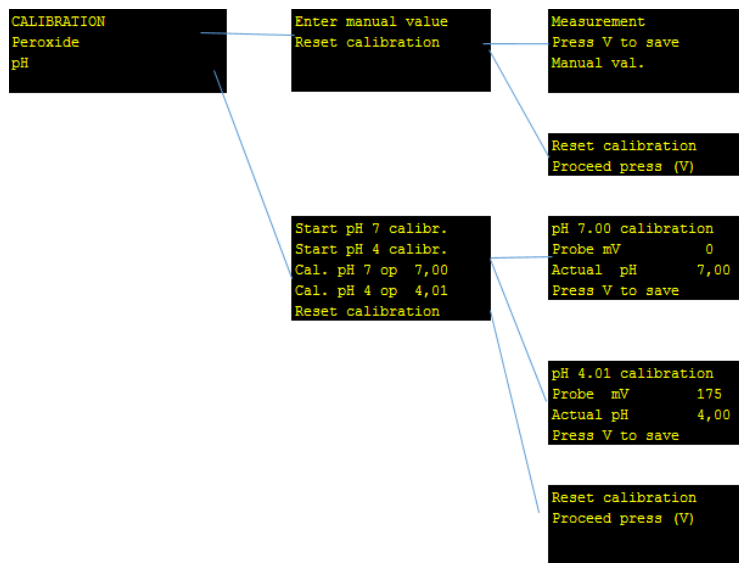 CALIBRATION
Peroxide
pH
Enter manual value
Reset calibration
Measurement
Press V to save
Manual val.
Reset calibration
Proceed press (V)
Start pH 7 calibr.
Start pH 4 calibr.
Cal. pH 7 op 7,00
Cal. pH 4 op 4,01
Reset calibration
pH 7.00 calibration
Probe mV 0
Actual pH 7,00
Press V to save
pH 4.01 calibration
Probe mV 175
Actual pH 4,00
Press V to save
Reset calibration
Proceed press (V)